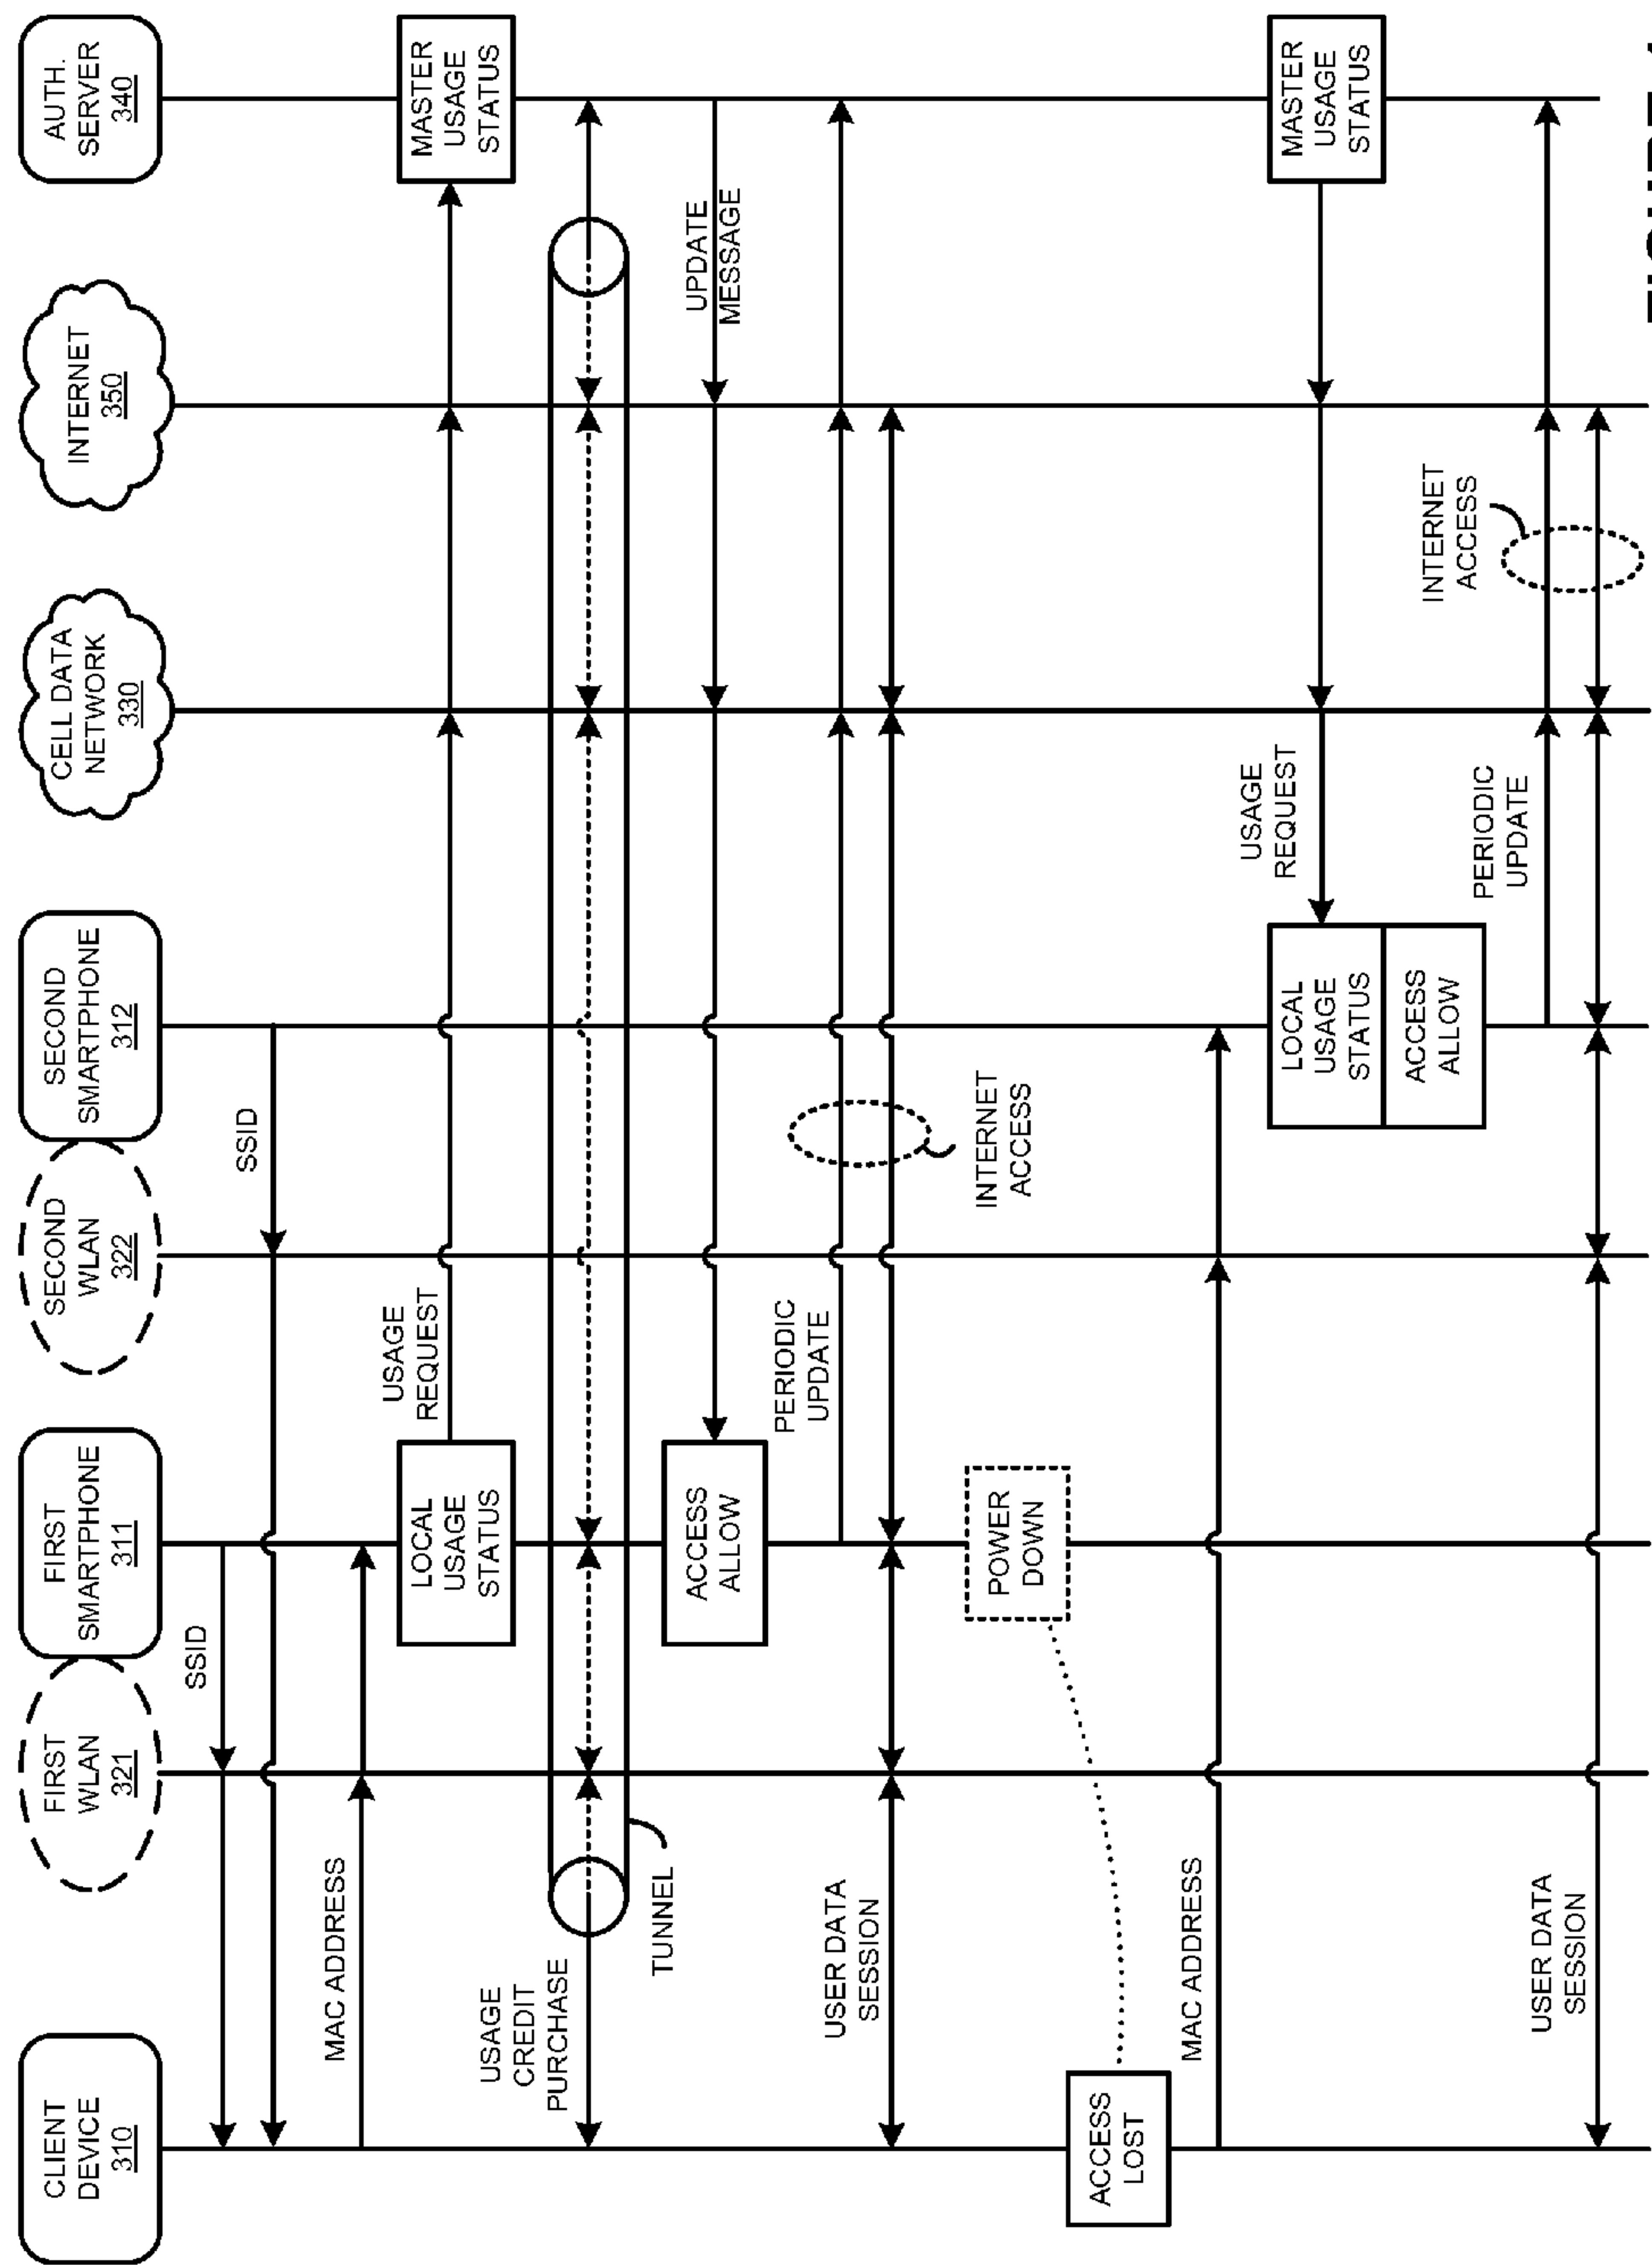 CLIENT
DEVICE
310
FIRST
WLAN
321
FIRST
SMARTPHONE
311
SECOND
WLAN
322
SECOND
SMARTPHONE
312
CELL DATA
NETWORK
330
INTERNET
350
AUTH.
SERVER
340
SSID
SSID
MAC ADDRESS
LOCAL
USAGE
STATUS
USAGE
REQUEST
MASTER
USAGE
STATUS
USAGE
CREDIT
PURCHASE
TUNNEL
ACCESS
ALLOW
UPDATE
MESSAGE
PERIODIC
UPDATE
USER DATA
SESSION
INTERNET
ACCESS
POWER
DOWN
ACCESS
LOST
MAC ADDRESS
LOCAL
USAGE
STATUS
USAGE
REQUEST
MASTER
USAGE
STATUS
ACCESS
ALLOW
PERIODIC
UPDATE
INTERNET
ACCESS
USER DATA
SESSION